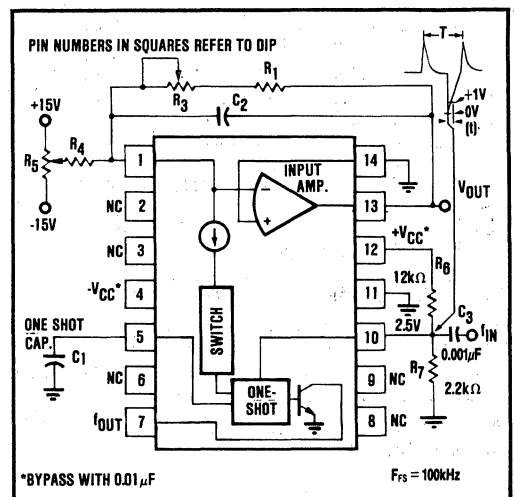 PIN NUMBERS IN SQUARES REFER TO DIP
T
R1
R3
+1V
0V
(t)
C2
+15V
R4
R5
-15V
1
14
INPUT
AMP.
-
+
NC
2
13
VOUT
+VCC*
12
R6
NC
3
12kΩ
11
-VCC*
4
C3
fIN
2.5V
10
0.001μF
ONE SHOT
CAP.
5
C1
SWITCH
R7
NC
6
9
NC
2.2kΩ
ONE-
SHOT
fOUT
7
8
NC
*BYPASS WITH 0.01μF
FFS = 100kHz